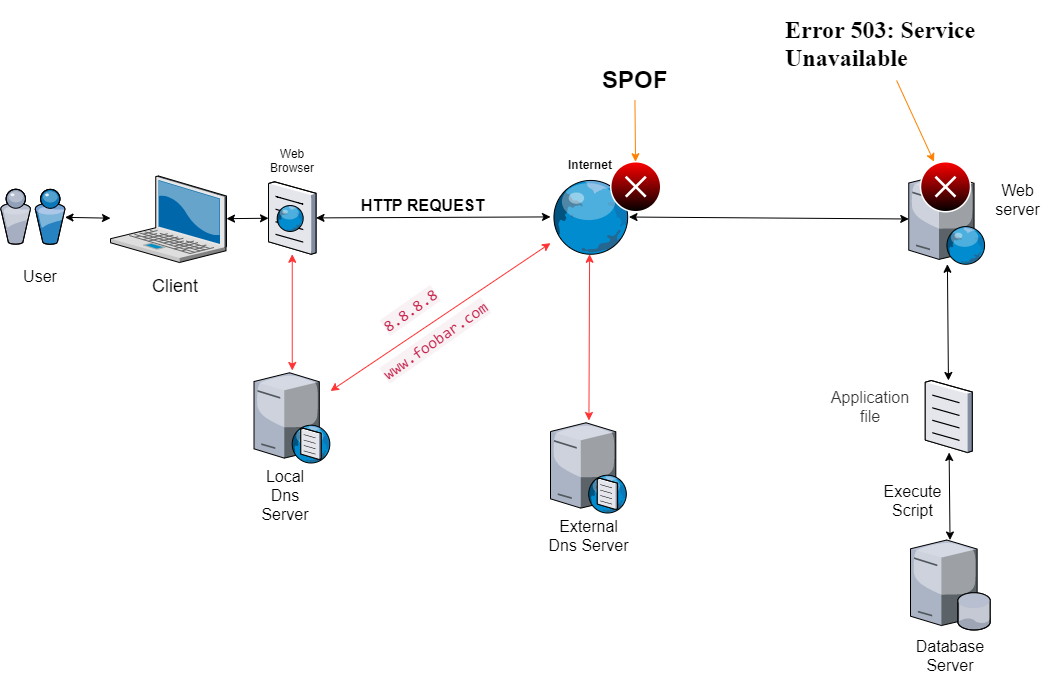 Error 503: Service
Unavailable
SPOF
Web
Browser
Internet
HTTP REQUEST
Web
server
User
Client
8.8.8.8
www.foobar.com
Application
file
Local
Dns
Server
Execute
Script
External
Dns Server
Database
Server